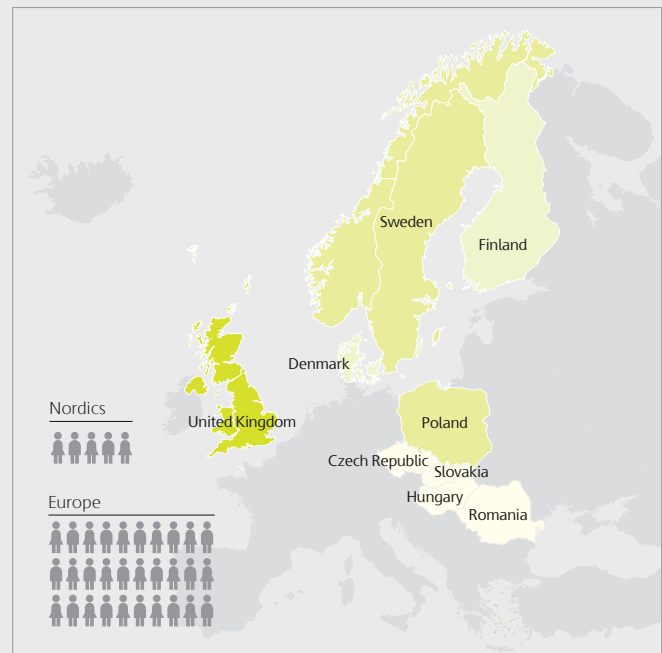 Sweden
Finland
Denmark
Nordics
United Kingdom
Poland
Czech Republic
Slovakia
Hungary
Europe
Romania